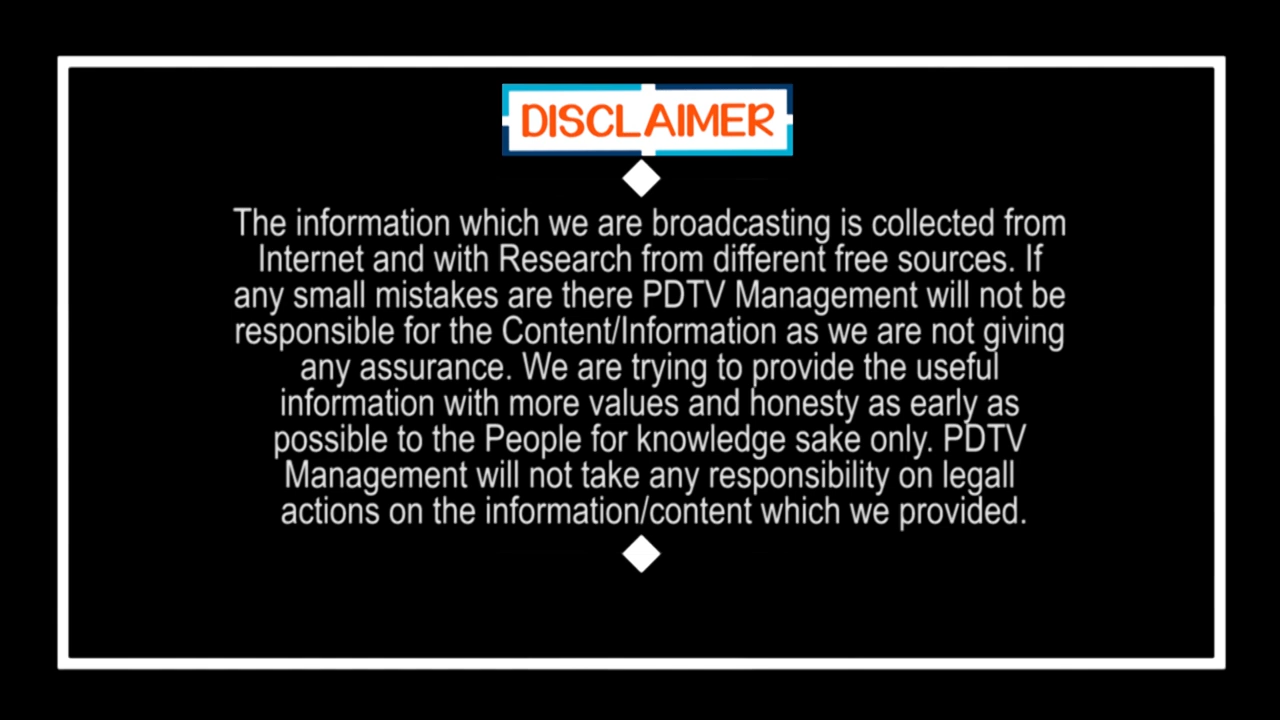 DISCLAIMER
The information which we are broadcasting is collected from
Internet and with Research from different free sources. If
any small mistakes are there PDTV Management will not be
responsible for the Content/Information as we are not giving
any assurance. We are trying to provide the useful
information with more values and honesty as early as
possible to the People for knowledge sake only. PDTV
Management will not take any responsibility on legall
actions on the information/content which we provided.